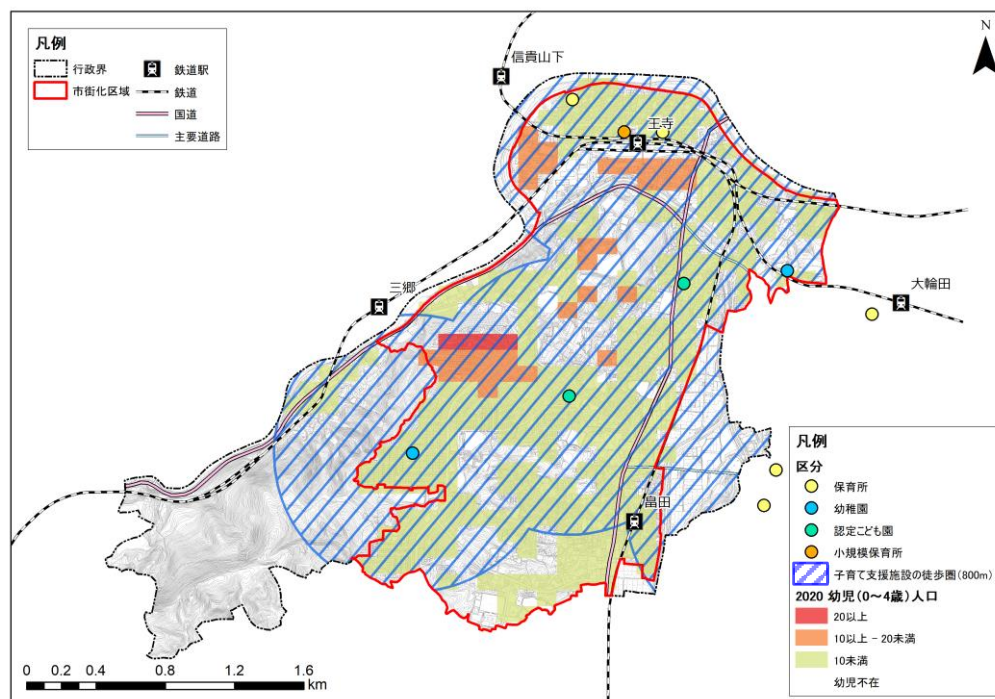 凡例
行政界
鉄道駅
市街化区域
鉄道
国道
主要道路
N
信貴山下
王寺
三郷
大輪田
畠田
凡例
区分
保育所
幼稚園
認定こども園
小規模保育所
子育て支援施設の徒歩圏(800m)
2020 幼児(0～4歳)人口
20以上
10以上 - 20未満
10未満
幼児不在
0 0.2 0.4 0.8 1.2 1.6
km